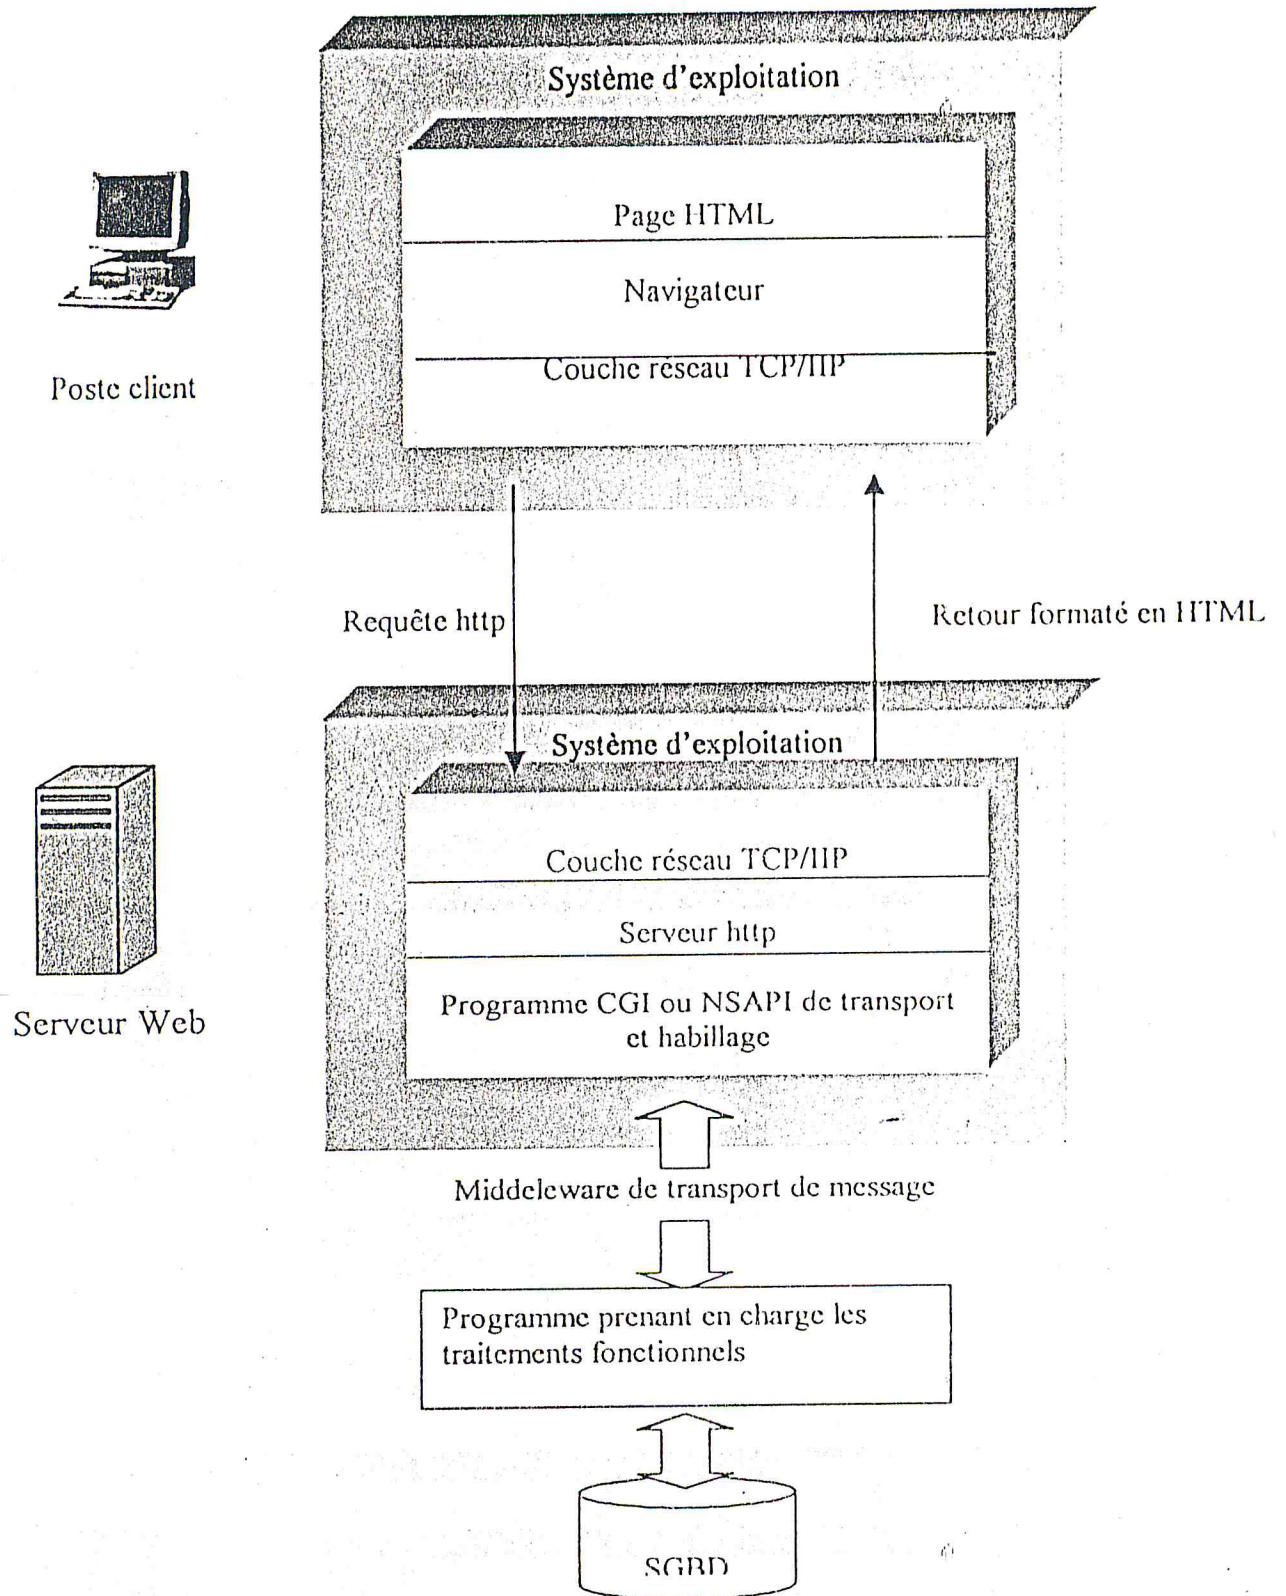 Système d'exploitation
Page HTML
Navigateur
Couche réseau TCP/IIP
Poste client
Requête http
Retour formaté en HTML
Système d'exploitation
Couche réseau TCP/IIP
Serveur http
Programme CGI ou NSAPI de transport
et habillage
Serveur Web
Middeleware de transport de message
Programme prenant en charge les
traitements fonctionnels
SGBD